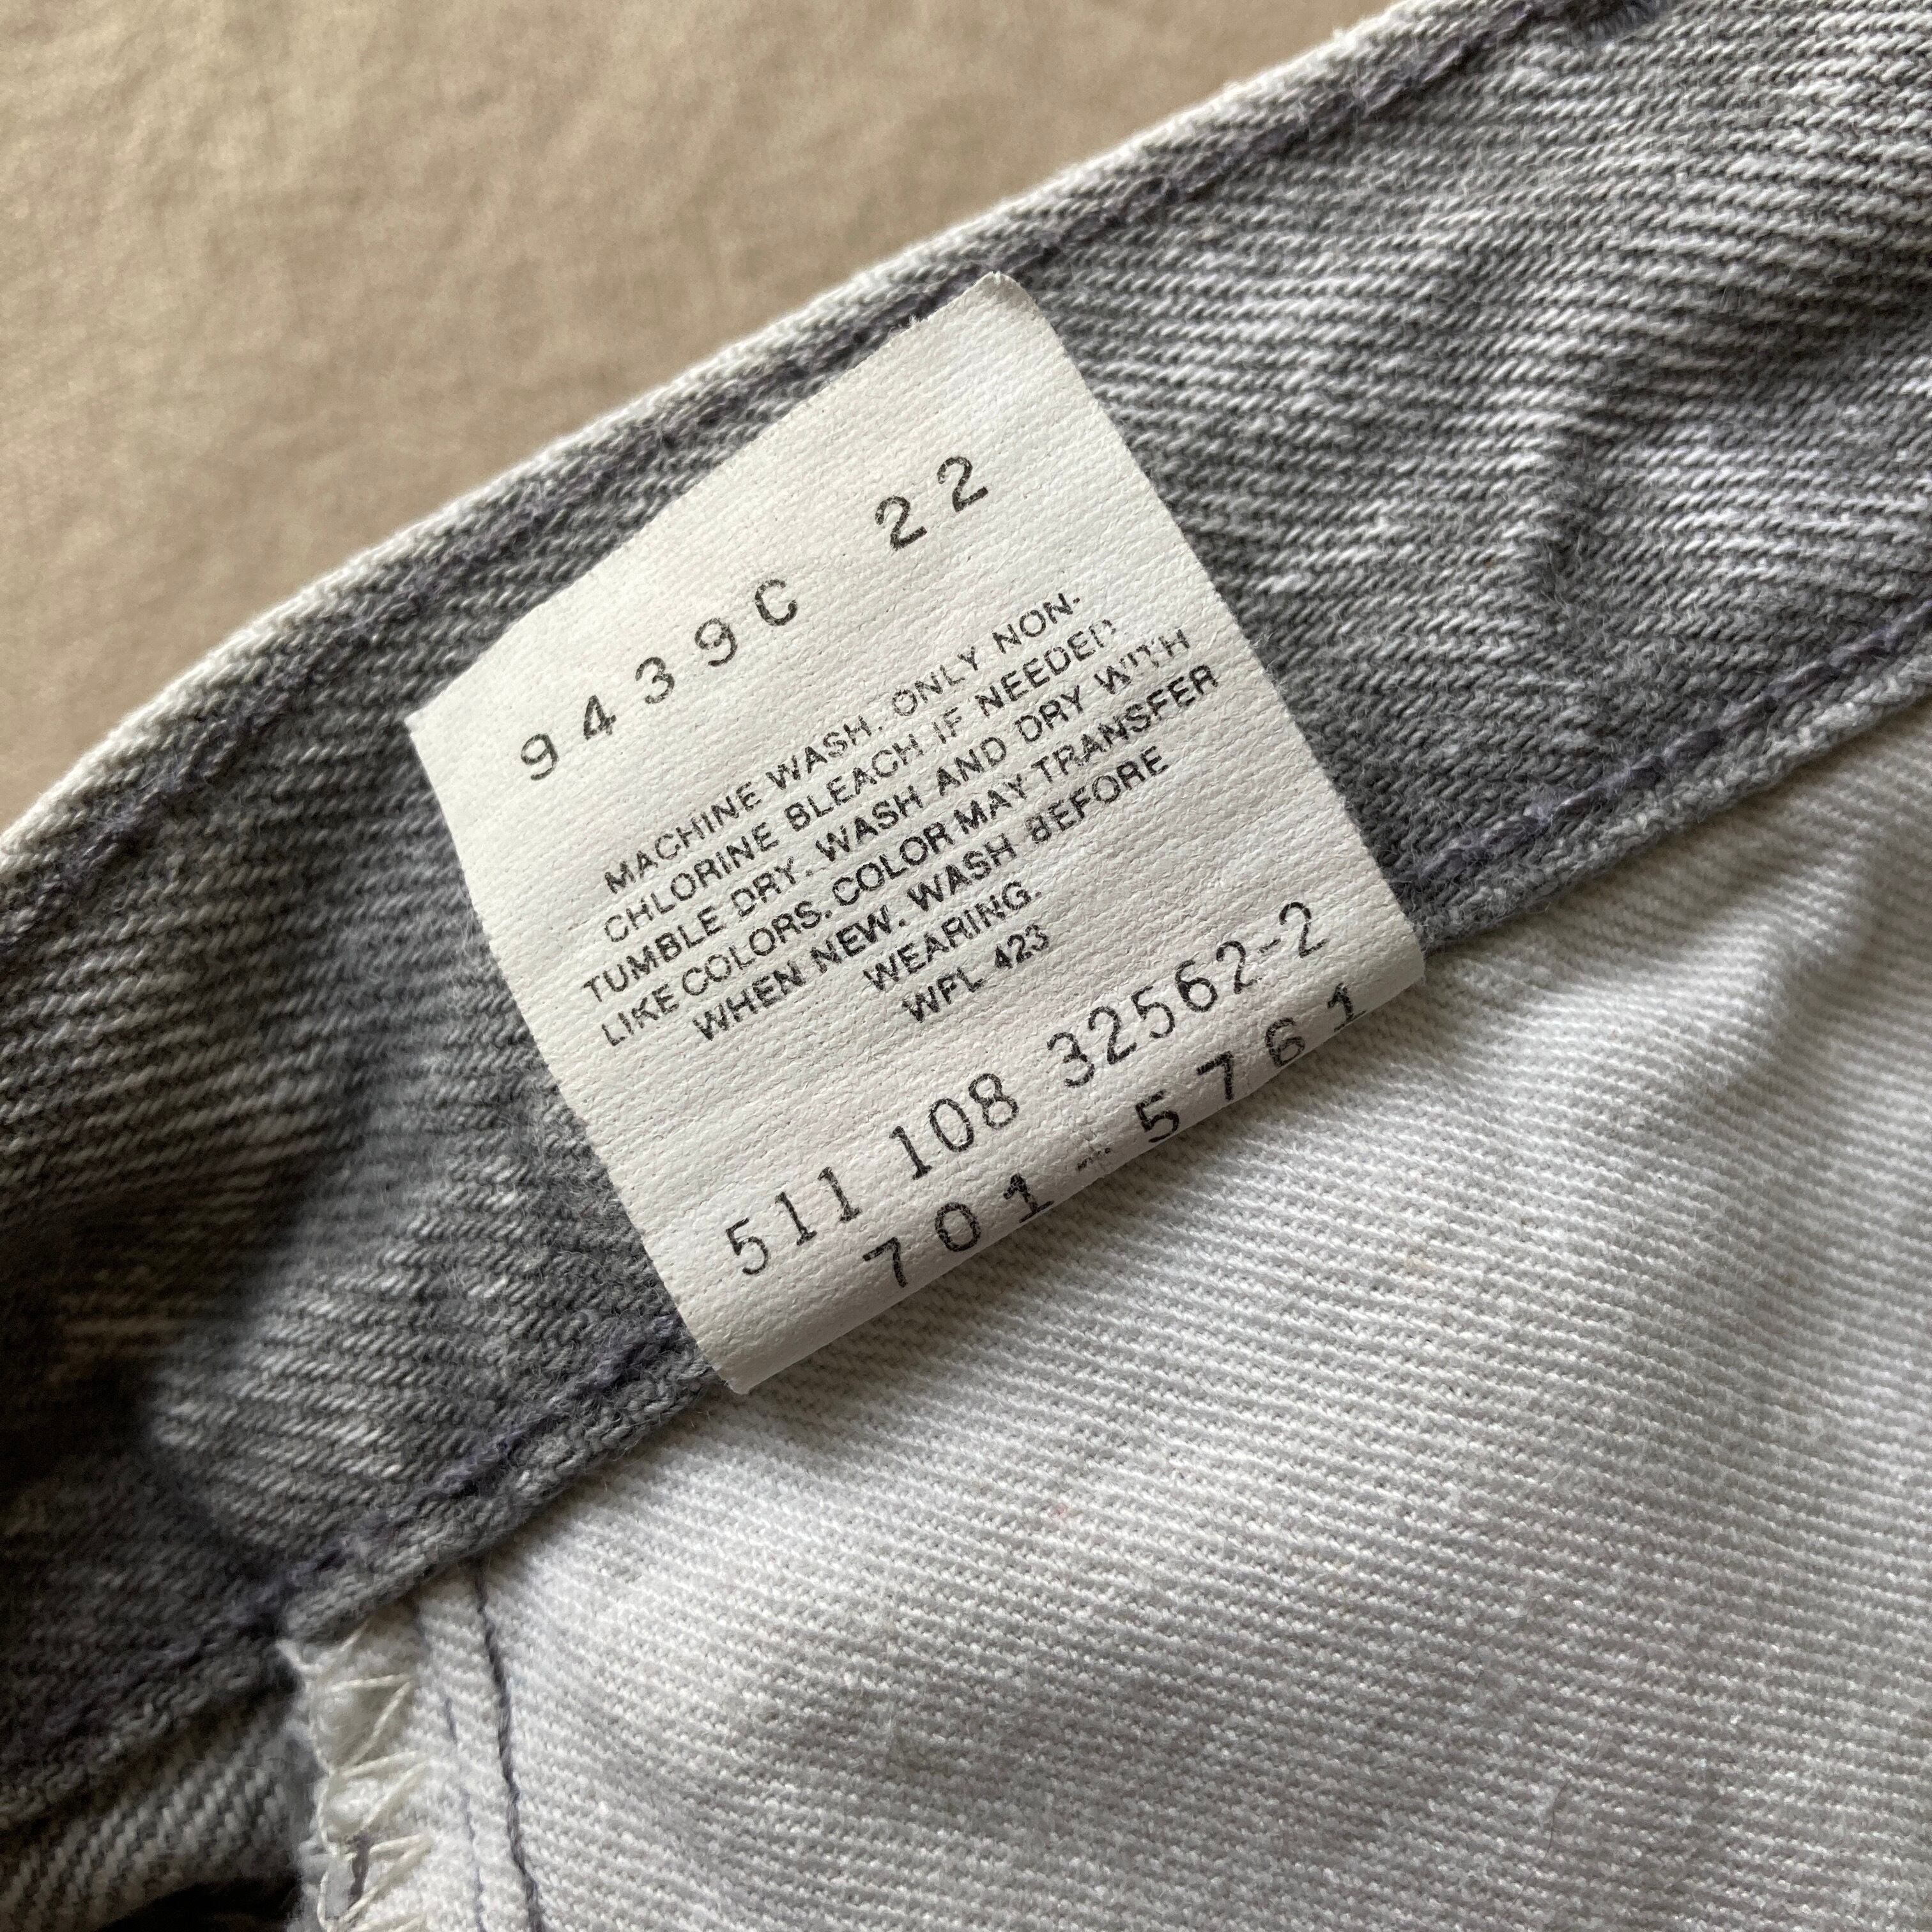 9439C 22
MACHINE WASH. ONLY NON-
CHLORINE BLEACH IF NEEDED.
TUMBLE DRY. WASH AND DRY WITH
LIKE COLORS. COLOR MAY TRANSFER
WHEN NEW. WASH BEFORE
WEARING.
WPL 423
511 108 32562-2
701-5761